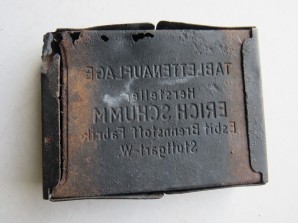 TABLETTENAUFLAGE
Hersteller
ERICH SCHUMM
Esbit Brennstoff Fabrik
Stuttgart-W.